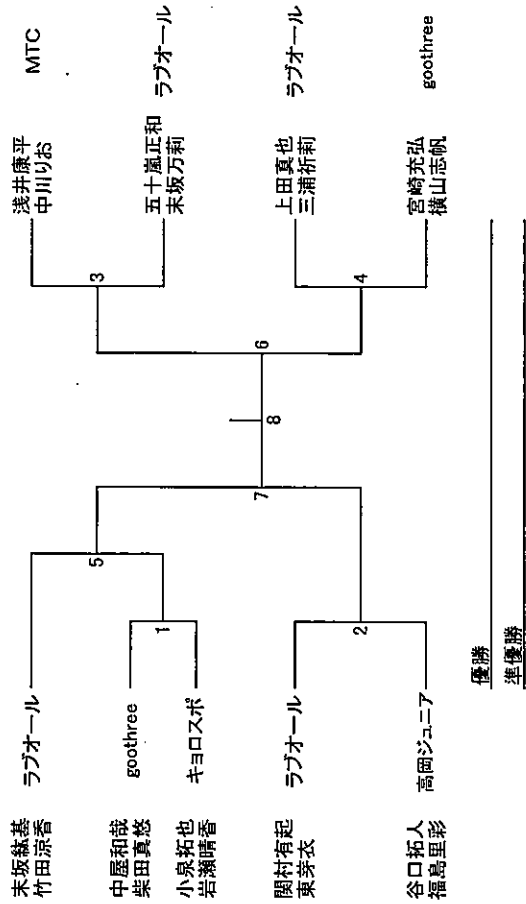 末坂紘基
竹田涼香
ラブオール
中屋和哉
柴田真悠
goothree
小泉拓也
岩瀬晴香
キョロスポ
関村有起
東芽衣
ラブオール
谷口拓人
福島里彩
高岡ジュニア
1
5
2
7
8
6
3
4
浅井康平
中川りお
MTC
五十嵐正和
末坂万莉
ラブオール
上田真也
三浦祈莉
ラブオール
宮崎充弘
横山志帆
goothree
優勝
準優勝